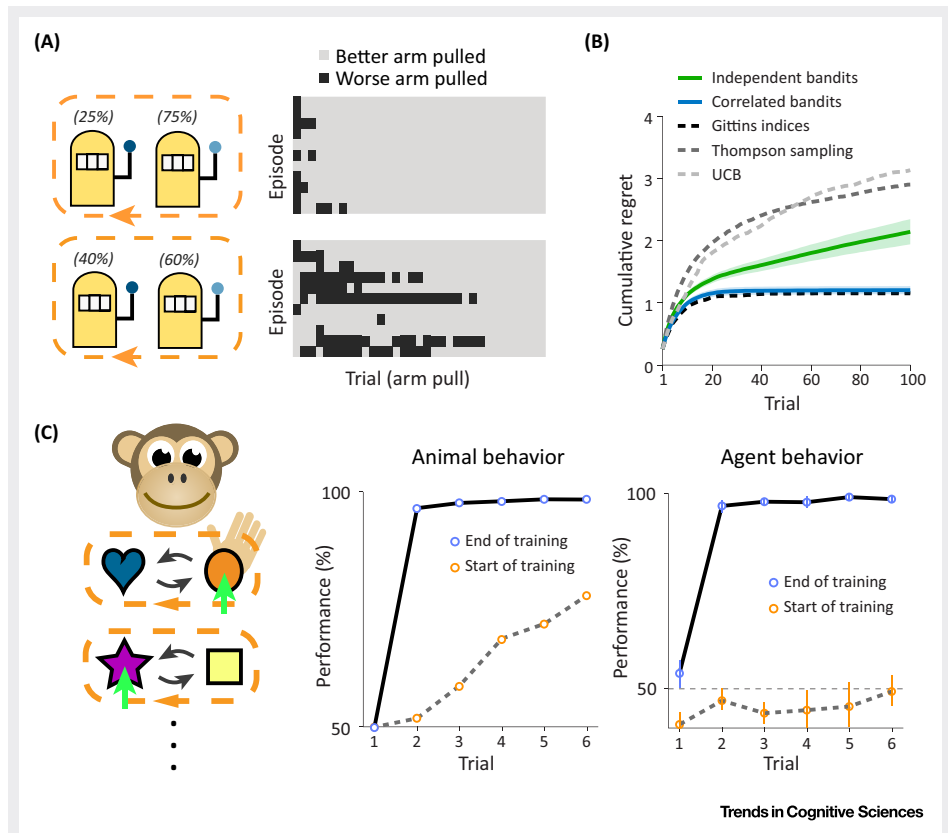 (A)
Better arm pulled
Worse arm pulled
(25%)
(75%)
Episode
(40%)
(60%)
Episode
Trial (arm pull)
(B)
Independent bandits
Correlated bandits
Gittins indices
Thompson sampling
UCB
4
3
2
1
0
Cumulative regret
1
20
40
60
80
100
Trial
(C)
Animal behavior
100
50
Performance (%)
End of training
Start of training
1
2
3
4
5
6
Trial
Agent behavior
100
50
Performance (%)
End of training
Start of training
1
2
3
4
5
6
Trial
Trends in Cognitive Sciences